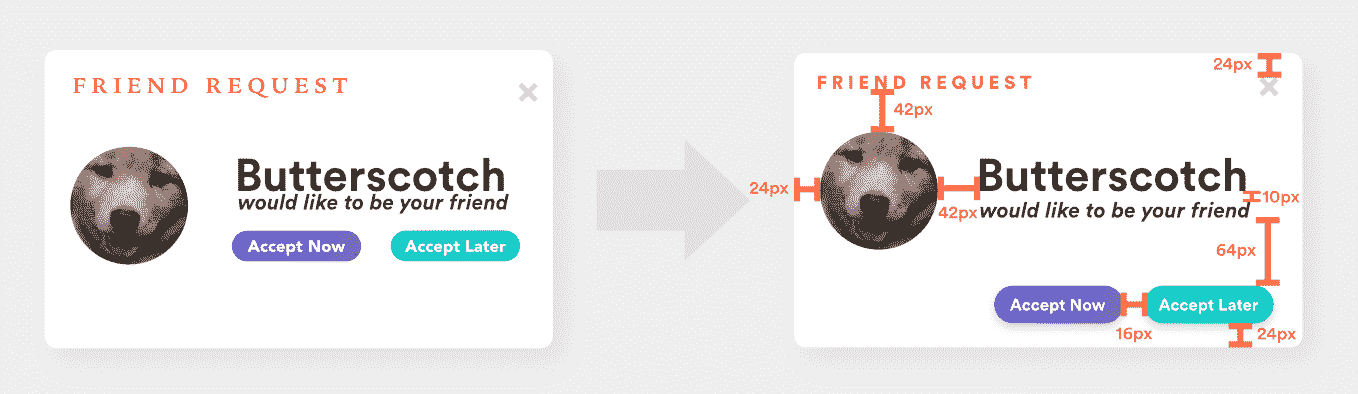 FRIEND REQUEST
Butterscotch
would like to be your friend
Accept Now
Accept Later
24px
FRIEND REQUEST
42px
24px
42px
Butterscotch
10px
would like to be your friend
64px
Accept Now
Accept Later
16px
24px